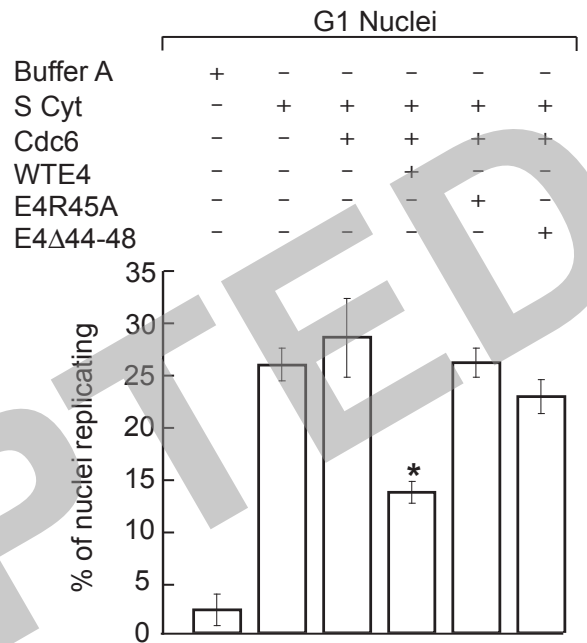 G1 Nuclei
Buffer A + – – – – –
S Cyt – + + + + +
Cdc6 – – + + + +
WTE4 – – – + – –
E4R45A – – – – + –
E4Δ44-48 – – – – – +
35
30
25
20
15
10
5
0
% of nuclei replicating
*
PTED